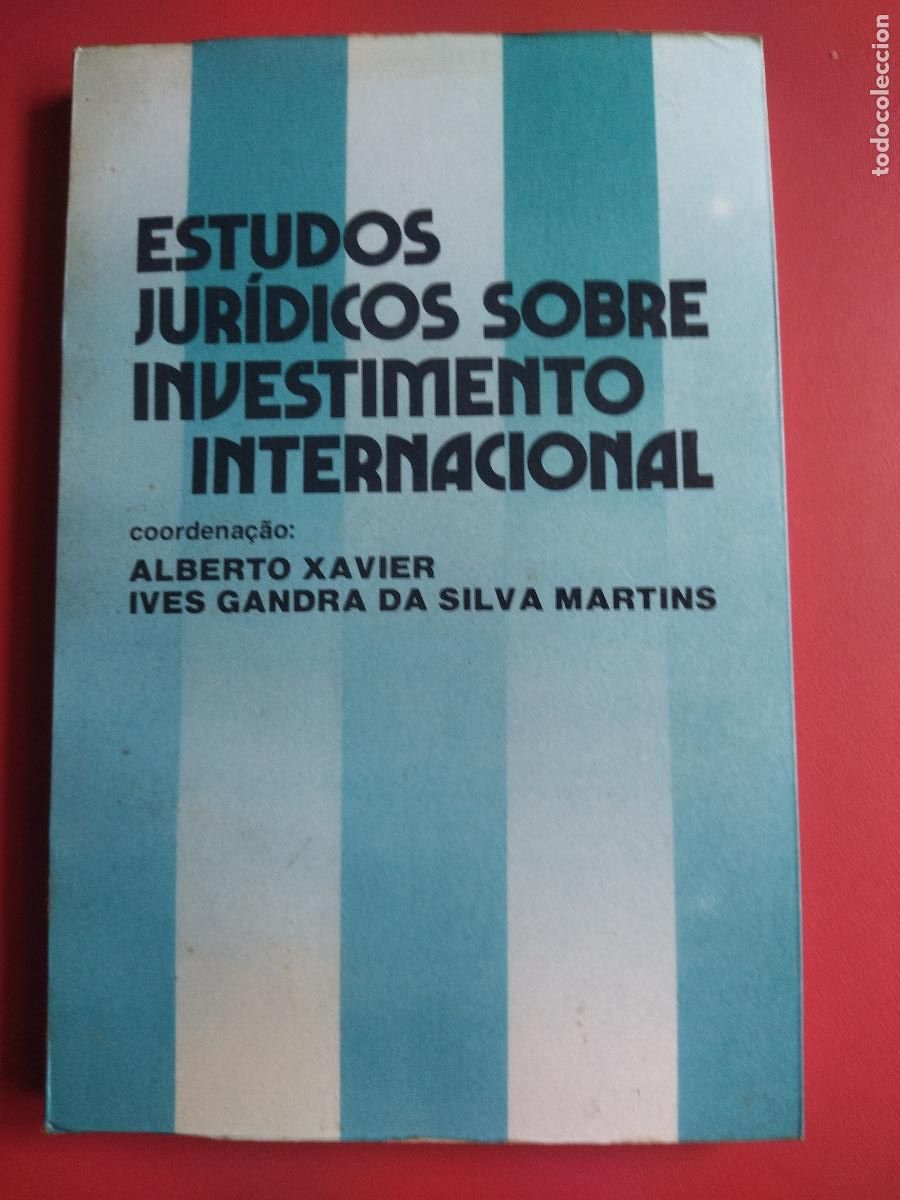 ESTUDOS
JURÍDICOS SOBRE
INVESTIMENTO
INTERNACIONAL
coordenação:
ALBERTO XAVIER
IVES GANDRA DA SILVA MARTINS
todocoleccion